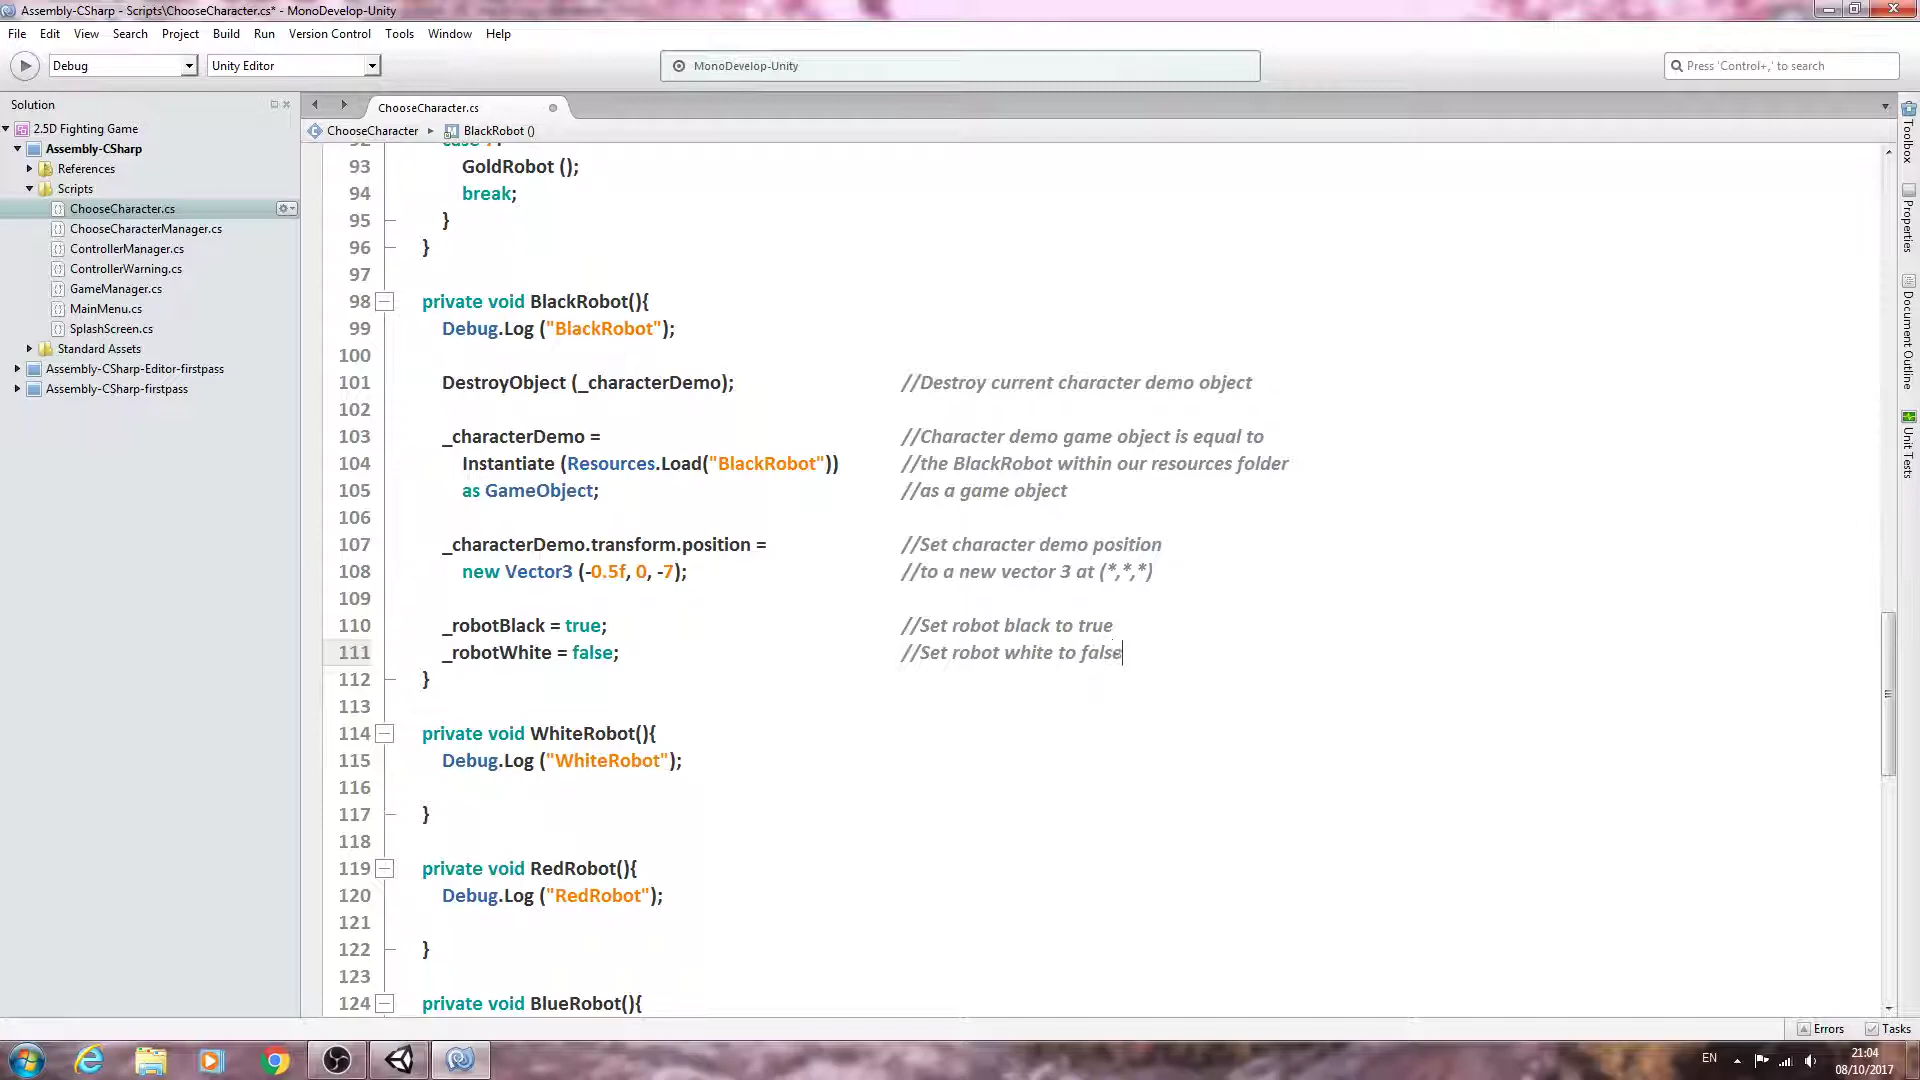 Assembly-CSharp - Scripts\ChooseCharacter.cs* - MonoDevelop-Unity
File Edit View Search Project Build Run Version Control Tools Window Help
Debug Unity Editor MonoDevelop-Unity Press 'Control+,' to search
Solution
2.5D Fighting Game
Assembly-CSharp
References
Scripts
ChooseCharacter.cs
ChooseCharacterManager.cs
ControllerManager.cs
ControllerWarning.cs
GameManager.cs
MainMenu.cs
SplashScreen.cs
Standard Assets
Assembly-CSharp-Editor-firstpass
Assembly-CSharp-firstpass
ChooseCharacter.cs
ChooseCharacter BlackRobot ()
93 GoldRobot ();
94 break;
95 }
96 }
97
98 private void BlackRobot(){
99 Debug.Log ("BlackRobot");
100
101 DestroyObject (_characterDemo); //Destroy current character demo object
102
103 _characterDemo = //Character demo game object is equal to
104 Instantiate (Resources.Load("BlackRobot")) //the BlackRobot within our resources folder
105 as GameObject; //as a game object
106
107 _characterDemo.transform.position = //Set character demo position
108 new Vector3 (-0.5f, 0, -7); //to a new vector 3 at (*,*,*)
109
110 _robotBlack = true; //Set robot black to true
111 _robotWhite = false; //Set robot white to false
112 }
113
114 private void WhiteRobot(){
115 Debug.Log ("WhiteRobot");
116
117 }
118
119 private void RedRobot(){
120 Debug.Log ("RedRobot");
121
122 }
123
124 private void BlueRobot(){
Toolbox
Properties
Document Outline
Unit Tests
Errors Tasks
EN
21:04
08/10/2017